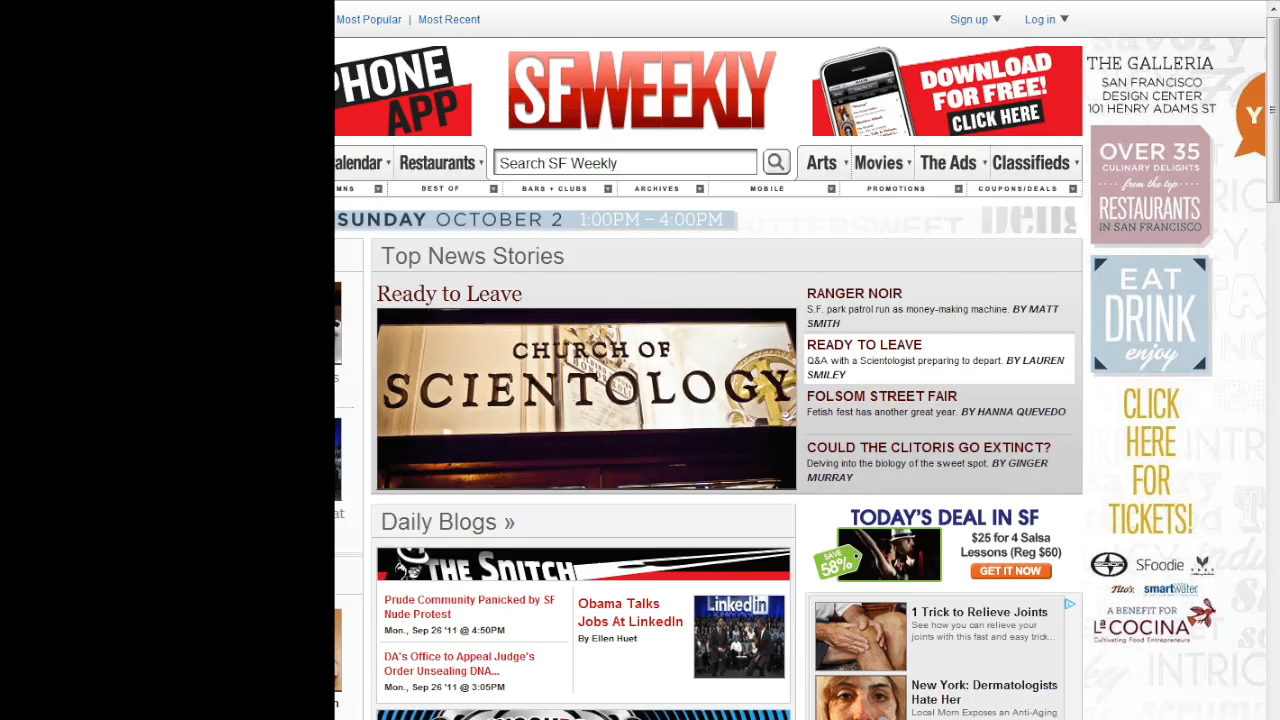 Most Popular | Most Recent
Sign up
Log in
PHONE
APP
SF WEEKLY
DOWNLOAD
FOR FREE!
CLICK HERE
THE GALLERIA
SAN FRANCISCO
DESIGN CENTER
101 HENRY ADAMS ST
alendar
Restaurants
Search SF Weekly
Arts
Movies
The Ads
Classifieds
MNS
BEST OF
BARS + CLUBS
ARCHIVES
MOBILE
PROMOTIONS
COUPONS/DEALS
SUNDAY OCTOBER 2 1:00PM – 4:00PM
BITTERSWEET
OVER 35
CULINARY DELIGHTS
from the top
RESTAURANTS
IN SAN FRANCISCO
Top News Stories
Ready to Leave
CHURCH OF
SCIENTOLOGY
RANGER NOIR
S.F. park patrol run as money-making machine. BY MATT
SMITH
READY TO LEAVE
Q&A with a Scientologist preparing to depart. BY LAUREN
SMILEY
FOLSOM STREET FAIR
Fetish fest has another great year. BY HANNA QUEVEDO
COULD THE CLITORIS GO EXTINCT?
Delving into the biology of the sweet spot. BY GINGER
MURRAY
EAT
DRINK
enjoy
CLICK
HERE
FOR
TICKETS!
SFoodie
Tito's smartwater
A BENEFIT FOR
LA COCINA
Cultivating Food Entrepreneurs
Daily Blogs »
THE SNITCH
Prude Community Panicked by SF
Nude Protest
Mon., Sep 26 '11 @ 4:50PM
DA's Office to Appeal Judge's
Order Unsealing DNA...
Mon., Sep 26 '11 @ 3:05PM
Obama Talks
Jobs At LinkedIn
By Ellen Huet
LinkedIn
TODAY'S DEAL IN SF
SAVE
58%
$25 for 4 Salsa
Lessons (Reg $60)
GET IT NOW
1 Trick to Relieve Joints
See how you can relieve your
joints with this fast and easy trick...
New York: Dermatologists
Hate Her
Local Mom Exposes an Anti-Aging